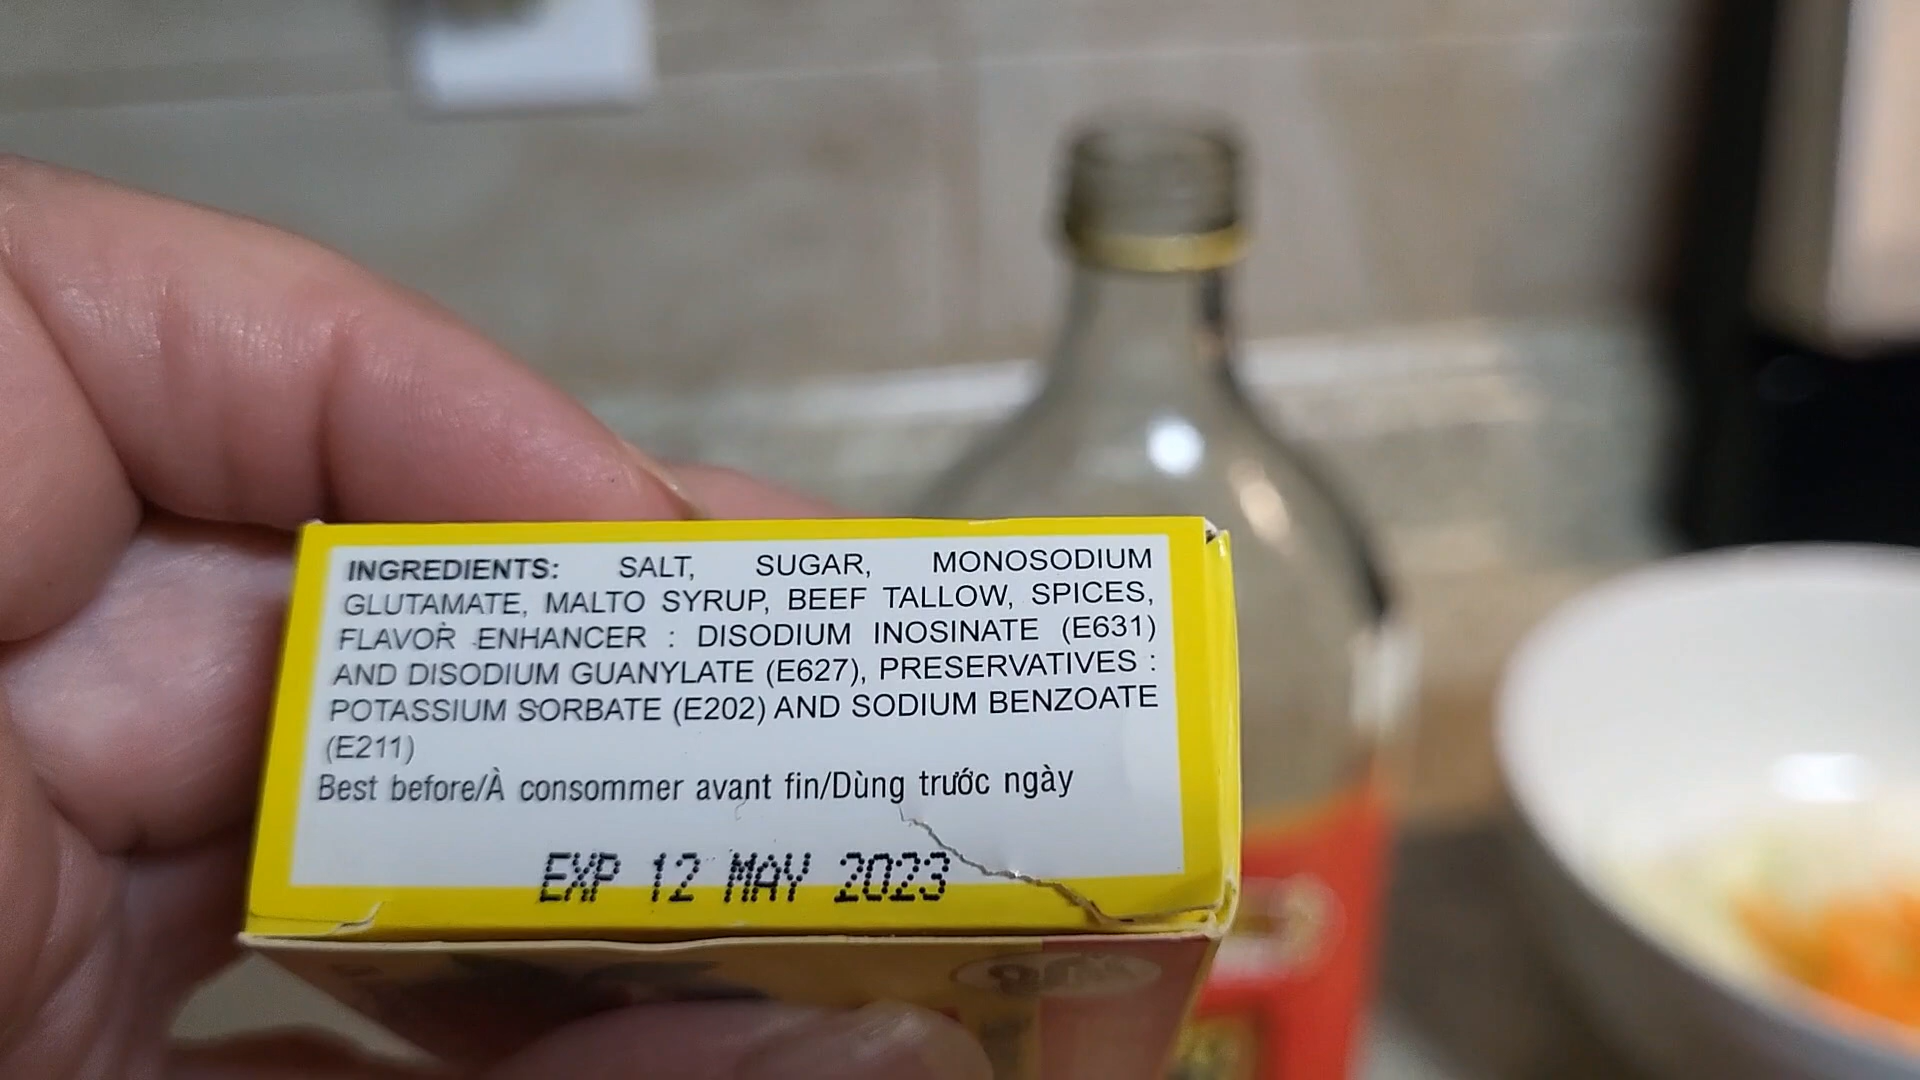 INGREDIENTS: SALT, SUGAR, MONOSODIUM
GLUTAMATE, MALTO SYRUP, BEEF TALLOW, SPICES,
FLAVOR ENHANCER : DISODIUM INOSINATE (E631)
AND DISODIUM GUANYLATE (E627), PRESERVATIVES :
POTASSIUM SORBATE (E202) AND SODIUM BENZOATE
(E211)
Best before/À consommer avant fin/Dùng trước ngày
EXP 12 MAY 2023